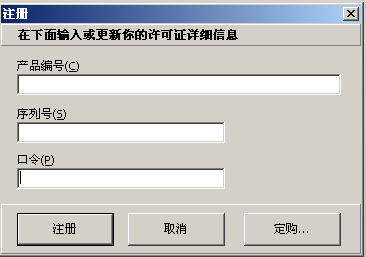 注册
在下面输入或更新你的许可证详细信息
产品编号(C)
序列号(S)
口令(P)
注册 取消 定购...